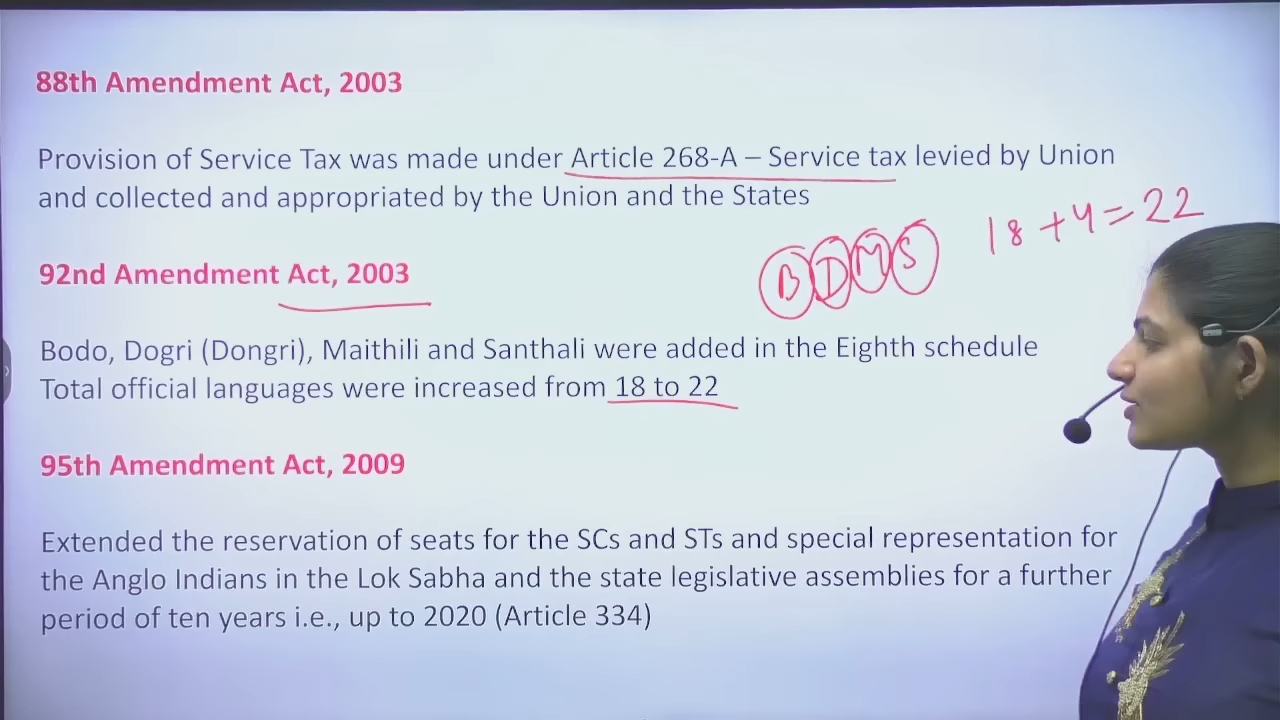 88th Amendment Act, 2003
Provision of Service Tax was made under Article 268-A – Service tax levied by Union
and collected and appropriated by the Union and the States
18+4=22
B D M S
92nd Amendment Act, 2003
Bodo, Dogri (Dongri), Maithili and Santhali were added in the Eighth schedule
Total official languages were increased from 18 to 22
95th Amendment Act, 2009
Extended the reservation of seats for the SCs and STs and special representation for
the Anglo Indians in the Lok Sabha and the state legislative assemblies for a further
period of ten years i.e., up to 2020 (Article 334)